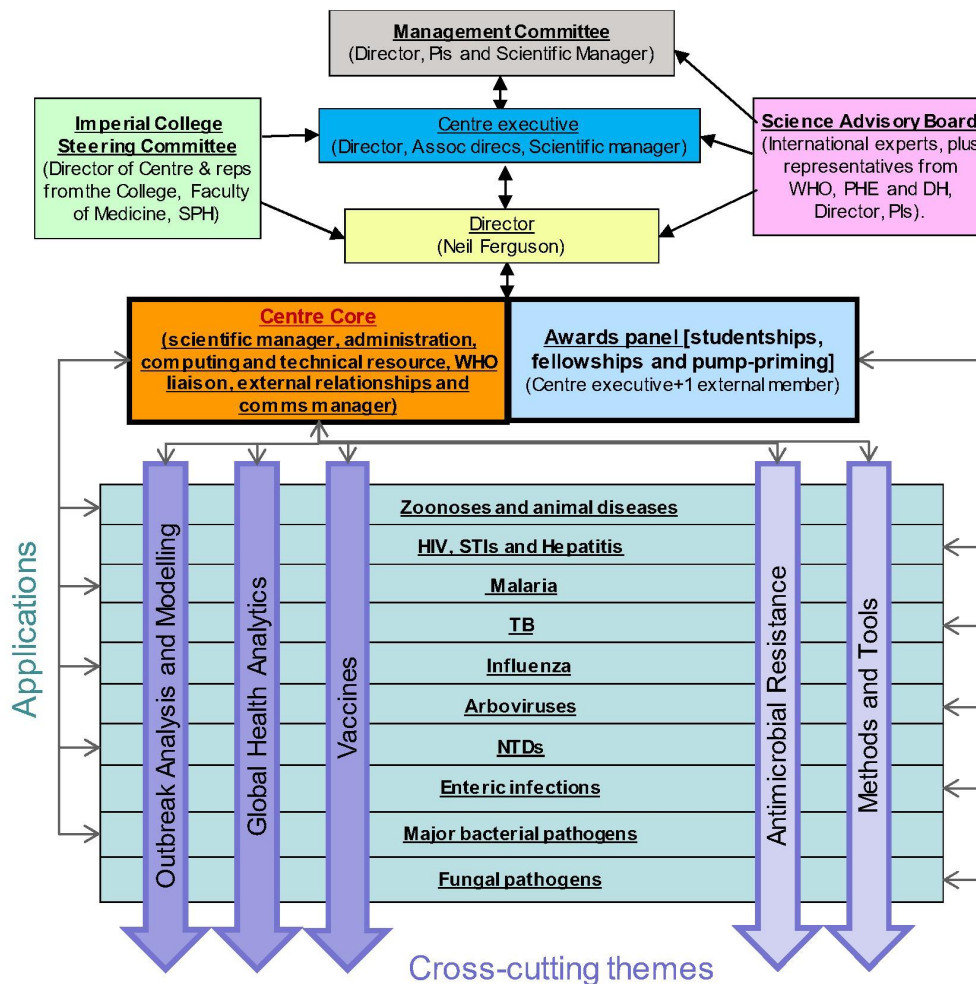 Management Committee
(Director, Pis and Scientific Manager)
Imperial College
Steering Committee
(Director of Centre & reps
from the College, Faculty
of Medicine, SPH)
Centre executive
(Director, Assoc direcs, Scientific manager)
Science Advisory Board
(International experts, plus
representatives from
WHO, PHE and DH,
Director, PIs).
Director
(Neil Ferguson)
Centre Core
(scientific manager, administration,
computing and technical resource, WHO
liaison, external relationships and
comms manager)
Awards panel [studentships,
fellowships and pump-priming]
(Centre executive+1 external member)
Applications
Outbreak Analysis and Modelling
Global Health Analytics
Vaccines
Zoonoses and animal diseases
HIV, STIs and Hepatitis
Malaria
TB
Influenza
Arboviruses
NTDs
Enteric infections
Major bacterial pathogens
Fungal pathogens
Antimicrobial Resistance
Methods and Tools
Cross-cutting themes